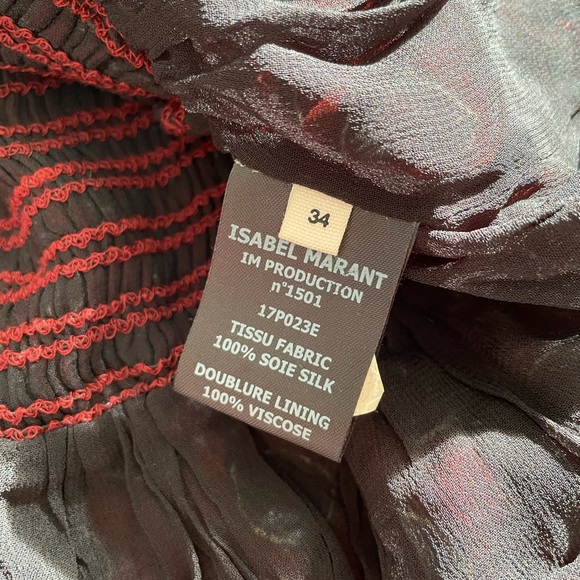 34
ISABEL MARANT
IM PRODUCTION
n°1501
17P023E
TISSU FABRIC
100% SOIE SILK
DOUBLURE LINING
100% VISCOSE